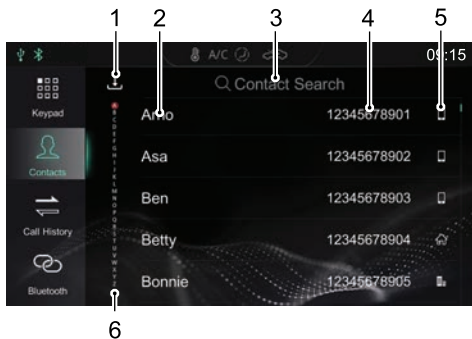 1 2 3 4 5
A/C 09:15
Contact Search
Keypad
Contacts
Call History
Bluetooth
A
B
C
D
E
F
G
H
I
J
K
L
M
N
O
P
Q
R
S
T
U
V
W
X
Y
Z
Arno 12345678901
Asa 12345678902
Ben 12345678903
Betty 12345678904
Bonnie 12345678905
6